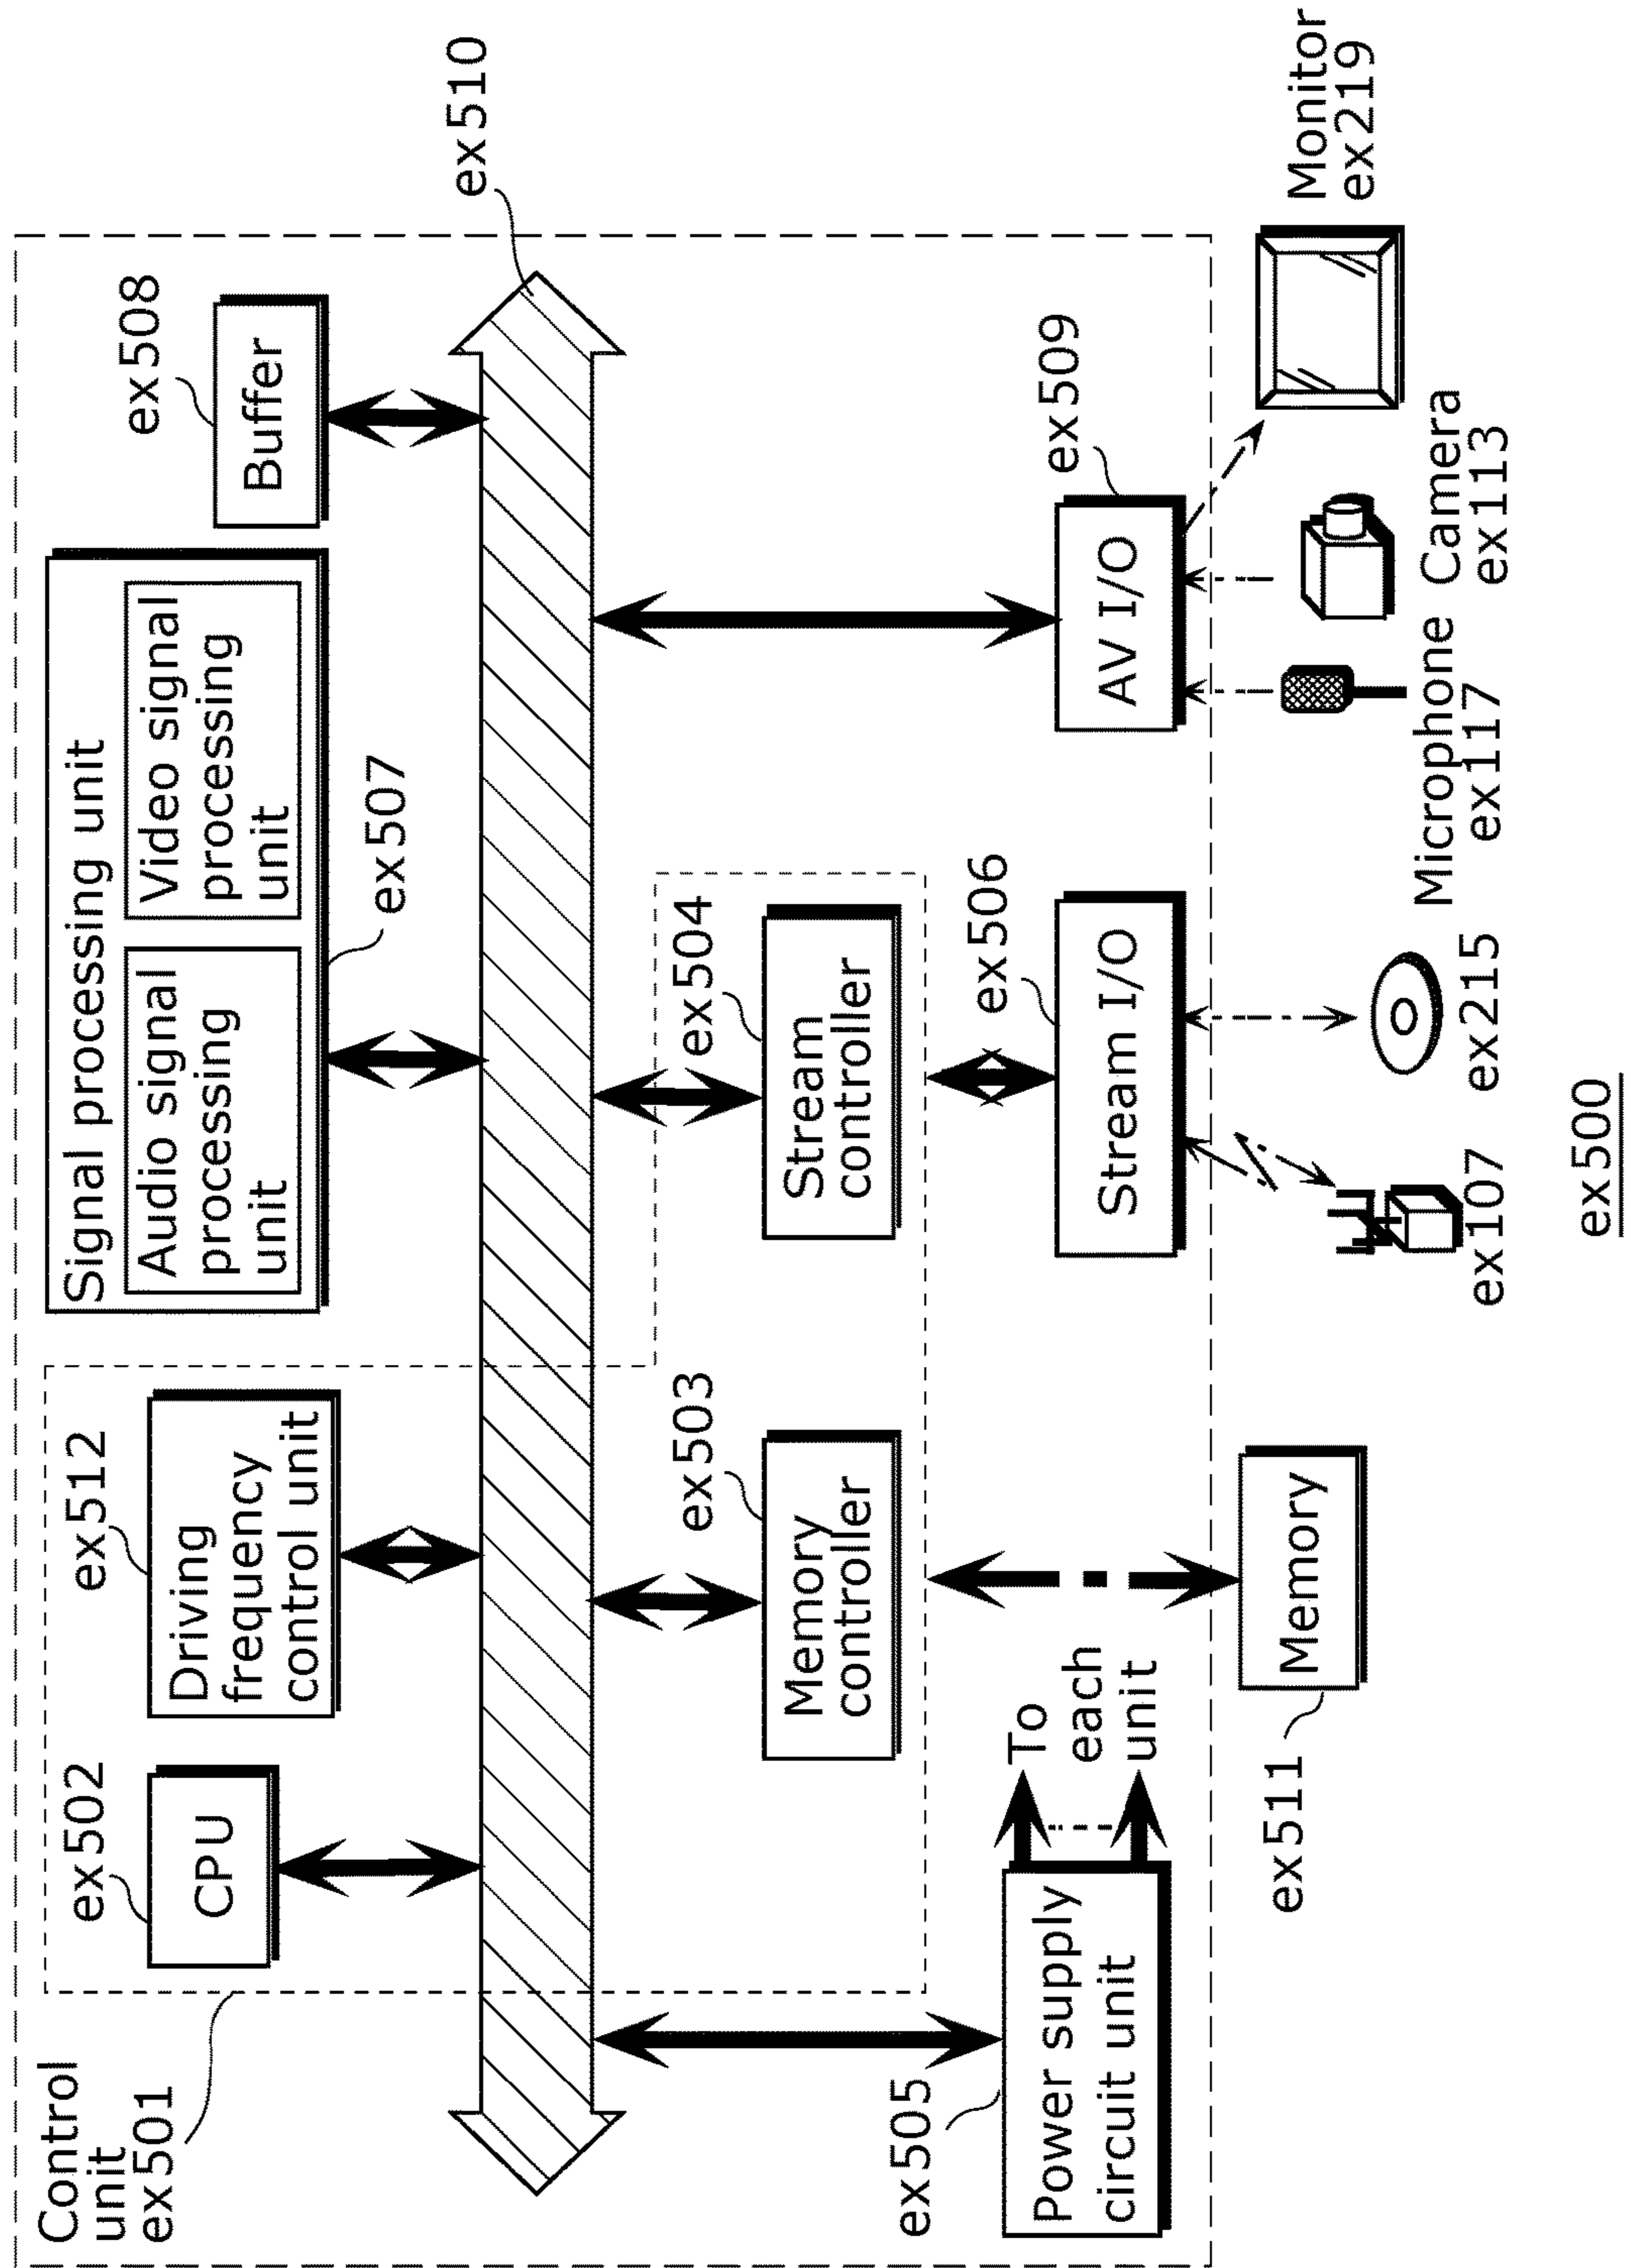 Control
unit
ex501
ex502
CPU
ex512
Driving
frequency
control unit
Signal processing unit
Audio signal
processing
unit
Video signal
processing
unit
ex507
ex508
Buffer
ex510
ex503
Memory
controller
ex504
Stream
controller
ex505
Power supply
circuit unit
To
each
unit
ex506
Stream I/O
ex509
AV I/O
ex511
Memory
ex107
ex215
Microphone
ex117
Camera
ex113
Monitor
ex219
ex500